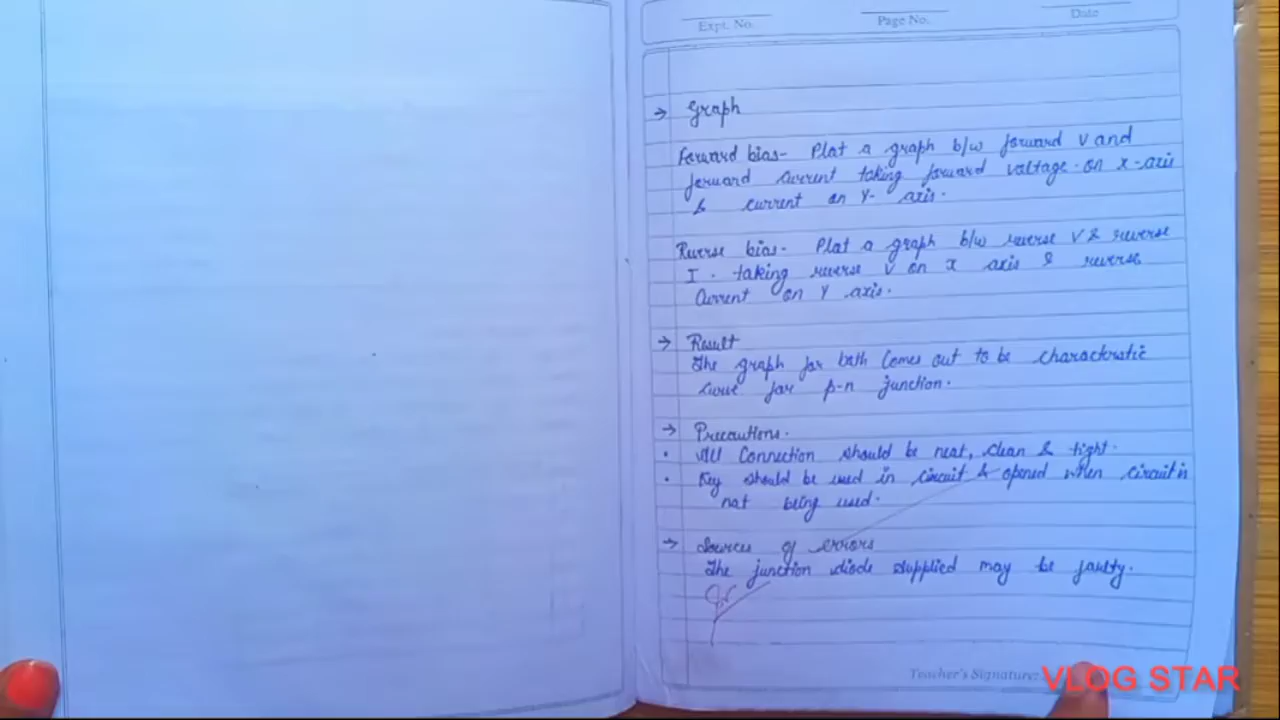 Expt. No. Page No. Date
→ Graph
Forward bias- Plot a graph b/w forward V and
forward current taking forward voltage on x-axis
& current on Y- axis.
Reverse bias- Plot a graph b/w reverse V & reverse
I. taking reverse V on x axis & reverse
current on Y axis.
→ Result
The graph for both comes out to be characteristic
curve for p-n junction.
→ Precautions.
• All Connection should be neat, clean & tight.
• Key should be used in circuit & opened when circuit is
not being used.
→ Sources of errors
The junction diode supplied may be faulty.
Teacher's Signature:
VLOG STAR